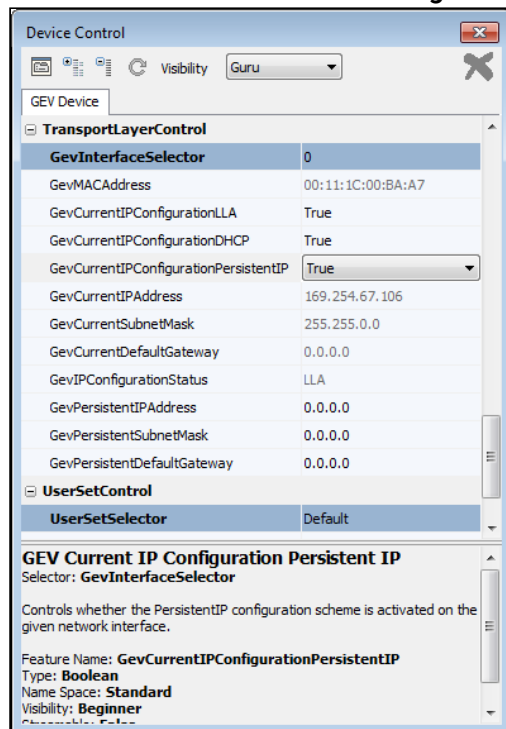 Device Control
Visibility Guru
GEV Device
TransportLayerControl
GevInterfaceSelector 0
GevMACAddress 00:11:1C:00:BA:A7
GevCurrentIPConfigurationLLA True
GevCurrentIPConfigurationDHCP True
GevCurrentIPConfigurationPersistentIP True
GevCurrentIPAddress 169.254.67.106
GevCurrentSubnetMask 255.255.0.0
GevCurrentDefaultGateway 0.0.0.0
GevIPConfigurationStatus LLA
GevPersistentIPAddress 0.0.0.0
GevPersistentSubnetMask 0.0.0.0
GevPersistentDefaultGateway 0.0.0.0
UserSetControl
UserSetSelector Default
GEV Current IP Configuration Persistent IP
Selector: GevInterfaceSelector
Controls whether the PersistentIP configuration scheme is activated on the
given network interface.
Feature Name: GevCurrentIPConfigurationPersistentIP
Type: Boolean
Name Space: Standard
Visibility: Beginner